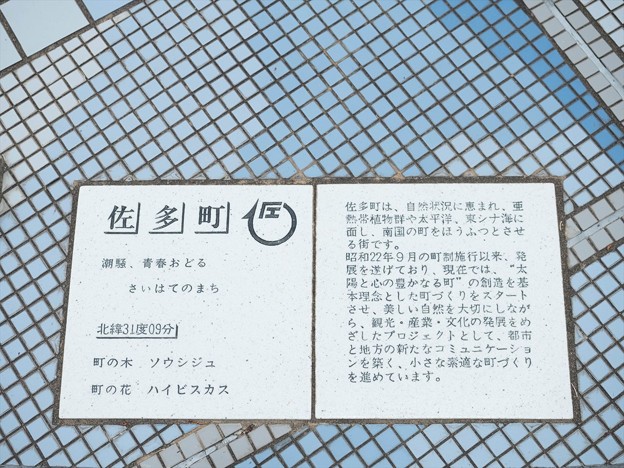 佐多町
潮騒、青春おどる
さいはてのまち
北緯31度09分
町の木 ソウシジュ
町の花 ハイビスカス
佐多町は、自然状況に恵まれ、亜
熱帯植物群や太平洋、東シナ海に
面し、南国の町をほうふつとさせ
る街です。
昭和22年9月の町制施行以来、発
展を遂げており、現在では、“太
陽と心の豊かなる町”の創造を基
本理念とした町づくりをスタート
させ、美しい自然を大切にしなが
ら、観光・産業・文化の発展をめ
ざしたプロジェクトとして、都市
と地方の新たなコミュニケーショ
ンを築く、小さな素適な町づくり
を進めています。